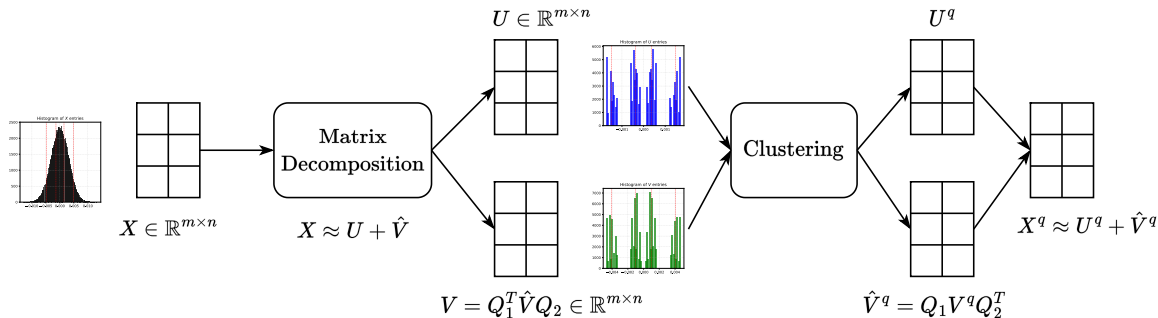 U ∈ ℝ^{m×n}
U^q
Histogram of U entries
Histogram of X entries
Matrix
Decomposition
Clustering
X ∈ ℝ^{m×n}
X ≈ U + V̂
Histogram of V entries
X^q ≈ U^q + V̂^q
V = Q_1^T V̂ Q_2 ∈ ℝ^{m×n}
V̂^q = Q_1 V^q Q_2^T